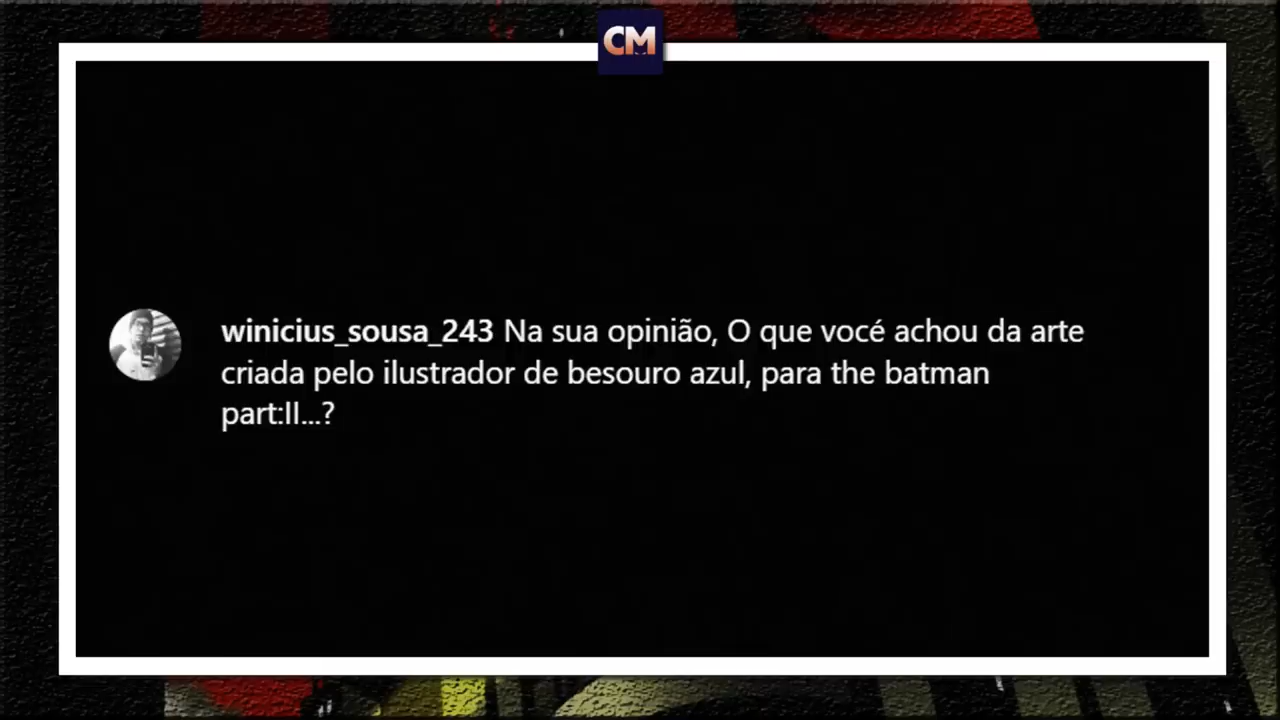 CM
winicius_sousa_243 Na sua opinião, O que vocé achou da arte
criada pelo ilustrador de besouro azul, para the batman
part:II...?